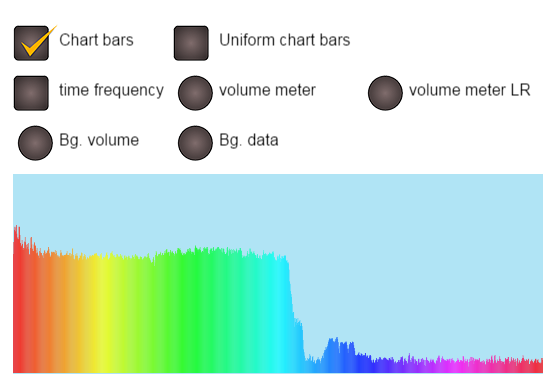 Chart bars Uniform chart bars
time frequency volume meter volume meter LR
Bg. volume Bg. data